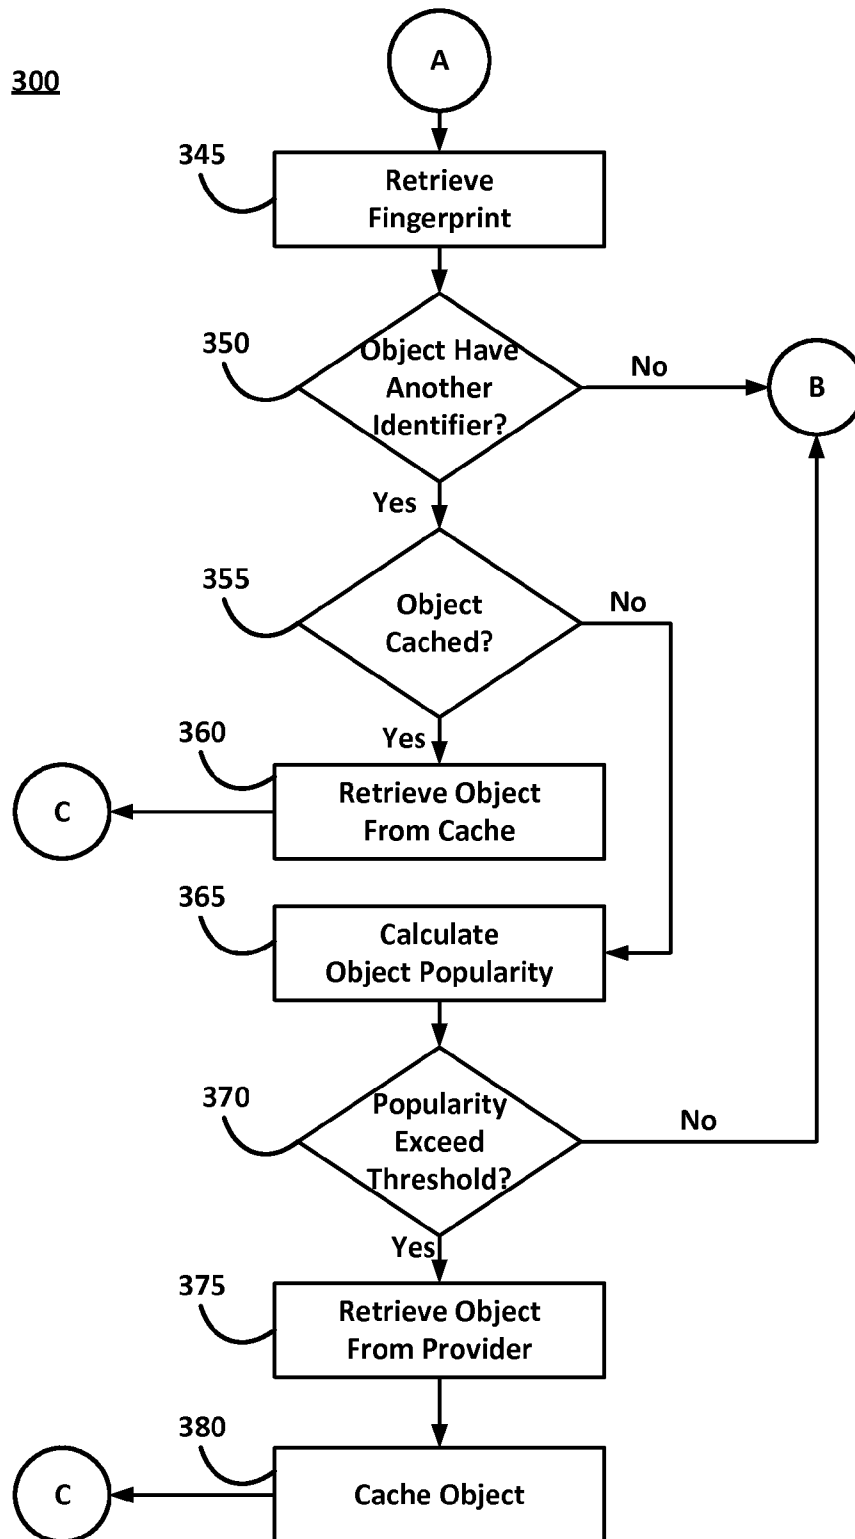 300
A
345
Retrieve
Fingerprint
350
Object Have
Another
Identifier?
No
B
Yes
355
Object
Cached?
No
Yes
360
Retrieve Object
From Cache
C
365
Calculate
Object Popularity
370
Popularity
Exceed
Threshold?
No
Yes
375
Retrieve Object
From Provider
380
Cache Object
C